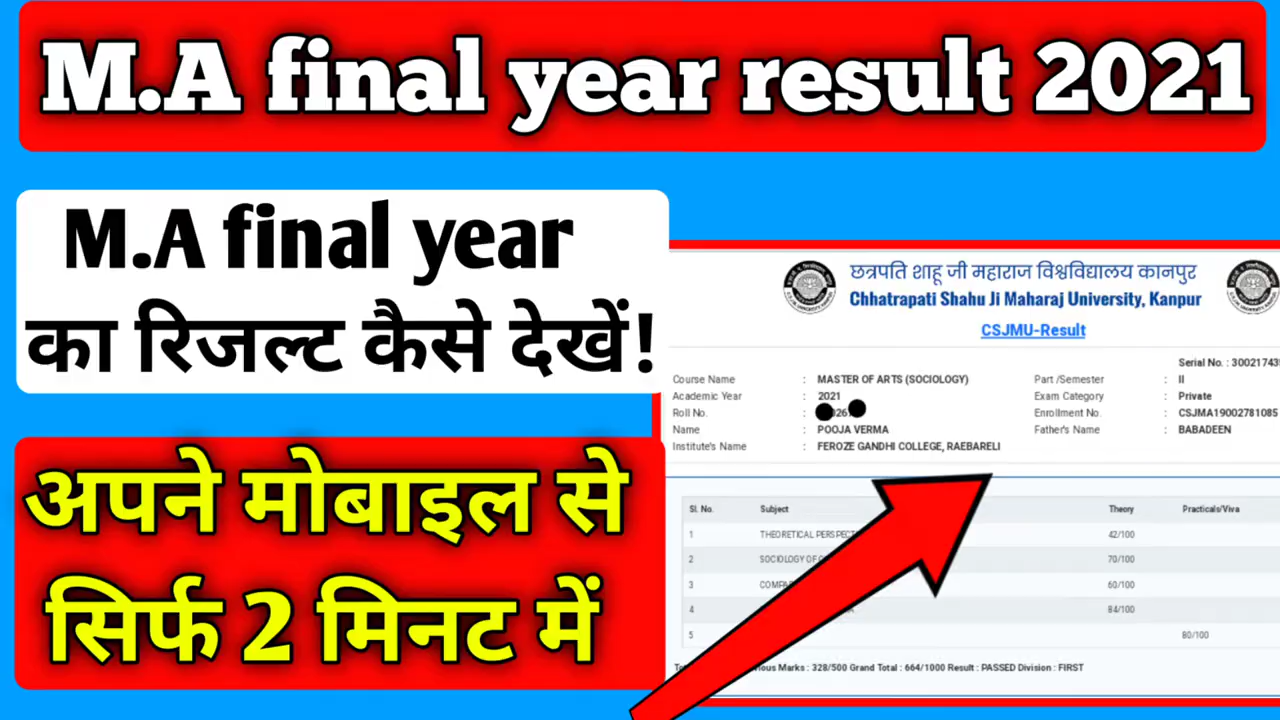 M.A final year result 2021
M.A final year
का रिजल्ट कैसे देखें!
अपने मोबाइल से
सिर्फ 2 मिनट में
छत्रपति शाहू जी महाराज विश्वविद्यालय कानपुर
Chhatrapati Shahu Ji Maharaj University, Kanpur
CSJMU-Result
Serial No. : 3002174
Course Name : MASTER OF ARTS (SOCIOLOGY) Part /Semester : II
Academic Year : 2021 Exam Category : Private
Roll No. : 026 Enrollment No. : CSJMA19002781085
Name : POOJA VERMA Father's Name : BABADEEN
Institute's Name : FEROZE GANDHI COLLEGE, RAEBARELI
Sl. No. Subject Theory Practicals/Viva
1 THEORETICAL 42/100
2 SOCIOLOGY OF 70/100
3 60/100
4 84/100
5 80/100
Marks : 328/500 Grand Total : 664/1000 Result : PASSED Division : FIRST